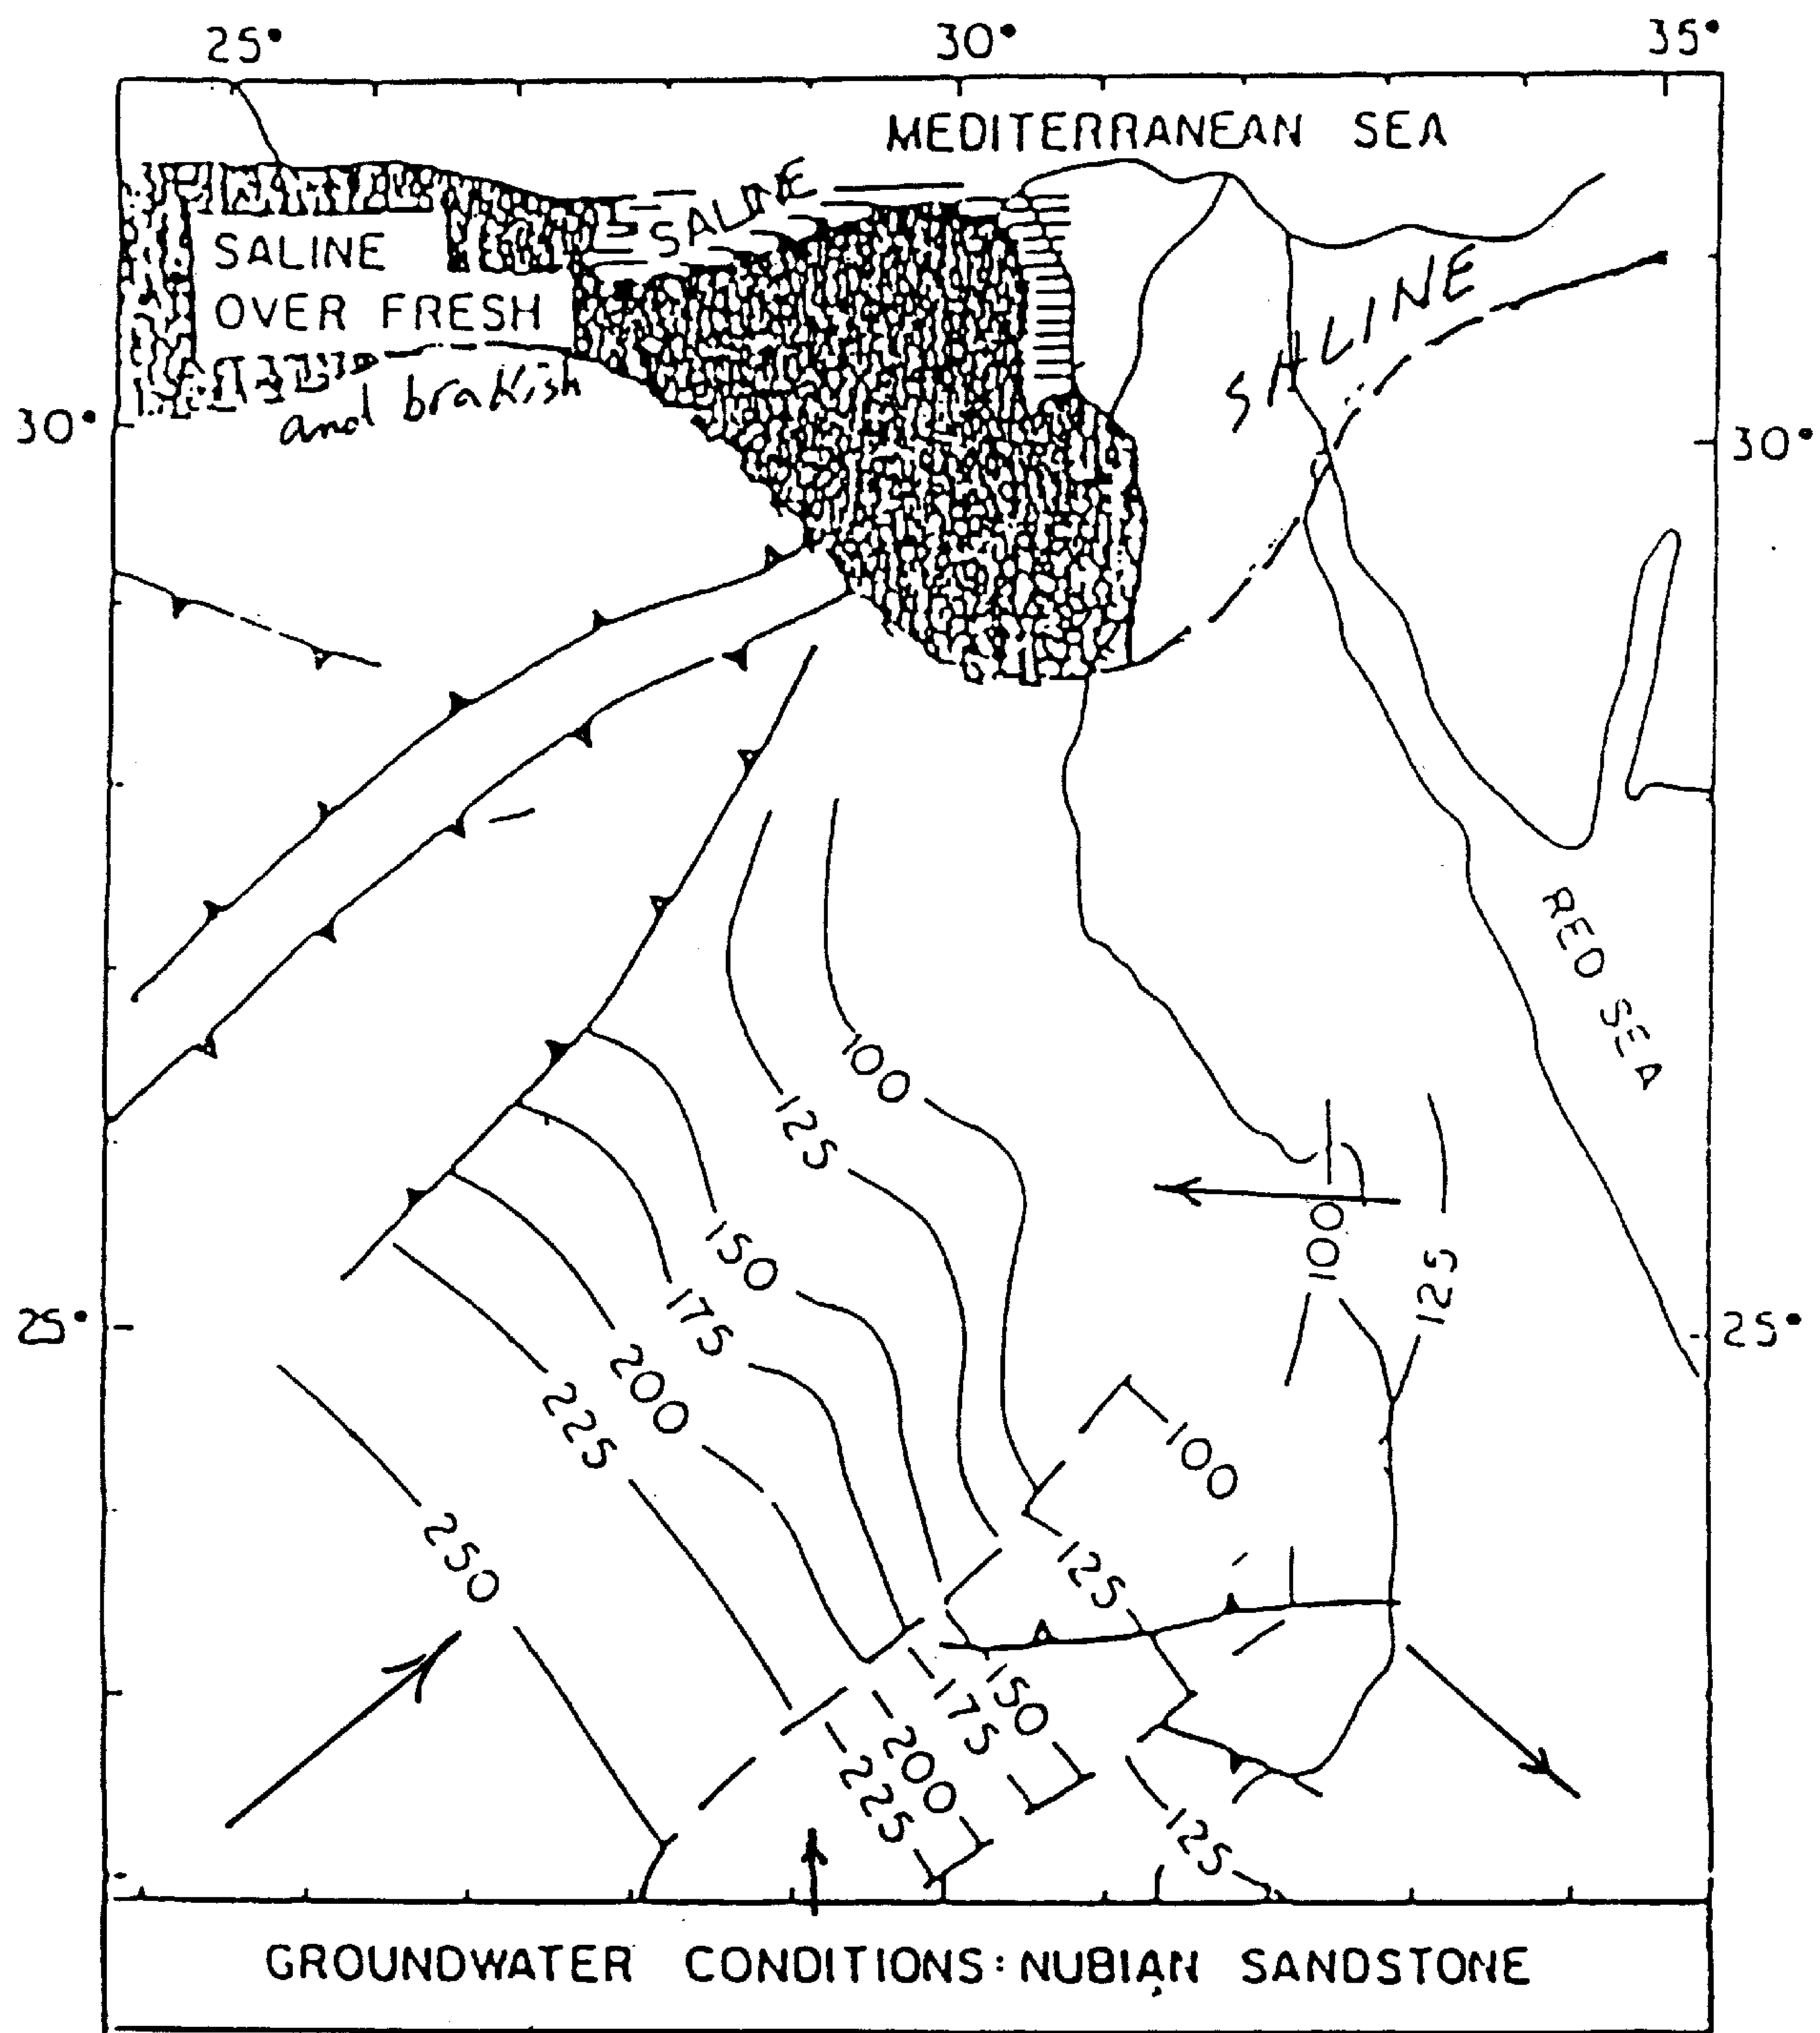 25°
30°
35°
MEDITERRANEAN SEA
SALINE
SALINE
OVER FRESH
and brakish
SALINE
30°
30°
RED SEA
100
125
150
175
200
225
250
100
125
25°
25°
100
125
150
175
200
225
125
GROUNDWATER CONDITIONS: NUBIAN SANDSTONE